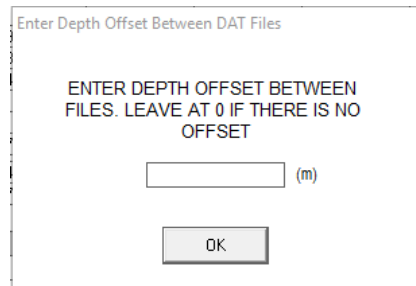 Enter Depth Offset Between DAT Files
ENTER DEPTH OFFSET BETWEEN
FILES. LEAVE AT 0 IF THERE IS NO
OFFSET
(m)
OK